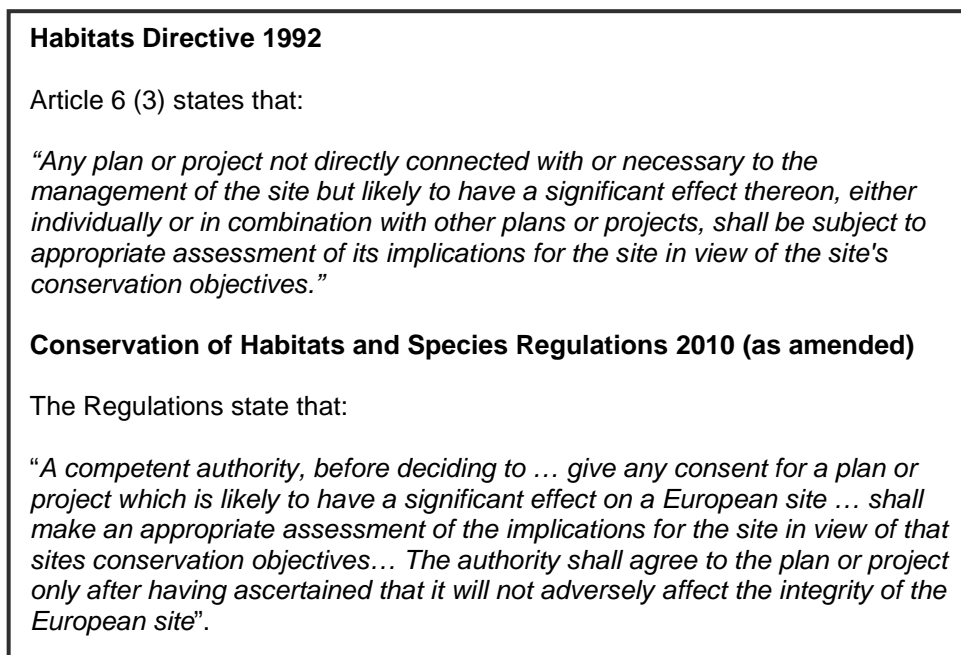 Habitats Directive 1992
Article 6 (3) states that:
“Any plan or project not directly connected with or necessary to the
management of the site but likely to have a significant effect thereon, either
individually or in combination with other plans or projects, shall be subject to
appropriate assessment of its implications for the site in view of the site's
conservation objectives.”
Conservation of Habitats and Species Regulations 2010 (as amended)
The Regulations state that:
“A competent authority, before deciding to … give any consent for a plan or
project which is likely to have a significant effect on a European site … shall
make an appropriate assessment of the implications for the site in view of that
sites conservation objectives… The authority shall agree to the plan or project
only after having ascertained that it will not adversely affect the integrity of the
European site”.